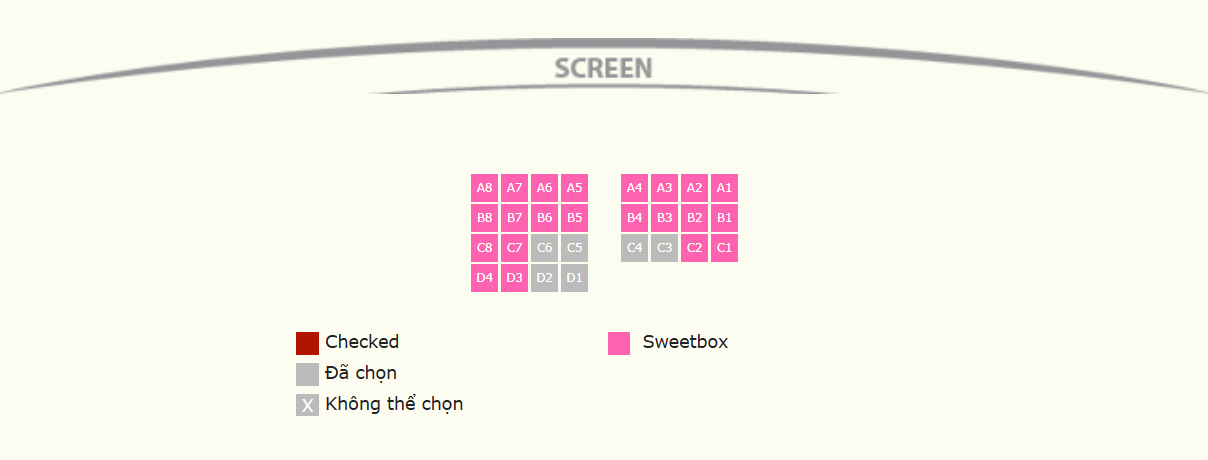 SCREEN
A8 A7 A6 A5 A4 A3 A2 A1
B8 B7 B6 B5 B4 B3 B2 B1
C8 C7 C6 C5 C4 C3 C2 C1
D4 D3 D2 D1
Checked Sweetbox
Đã chọn
X Không thể chọn